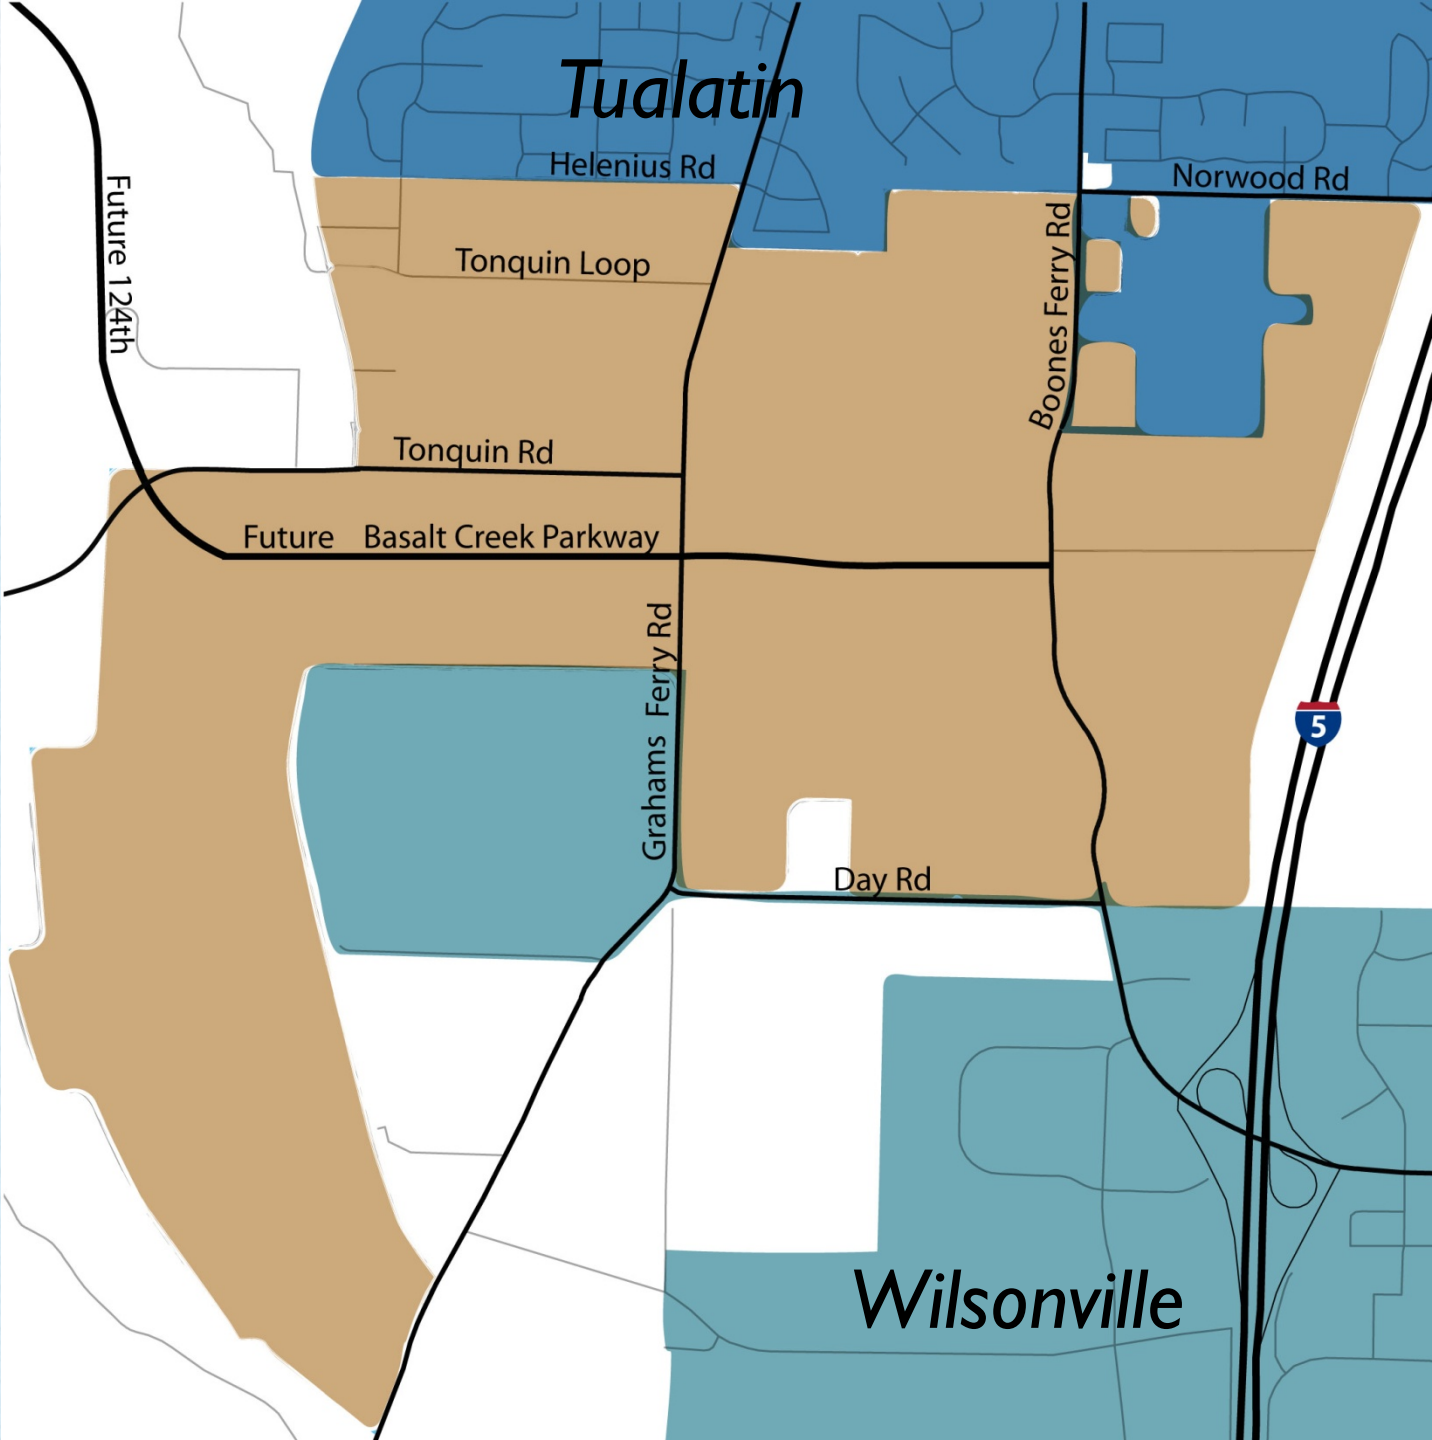 Tualatin
Helenius Rd
Norwood Rd
Future 124th
Tonquin Loop
Boones Ferry Rd
Tonquin Rd
Future Basalt Creek Parkway
Grahams Ferry Rd
5
Day Rd
Wilsonville